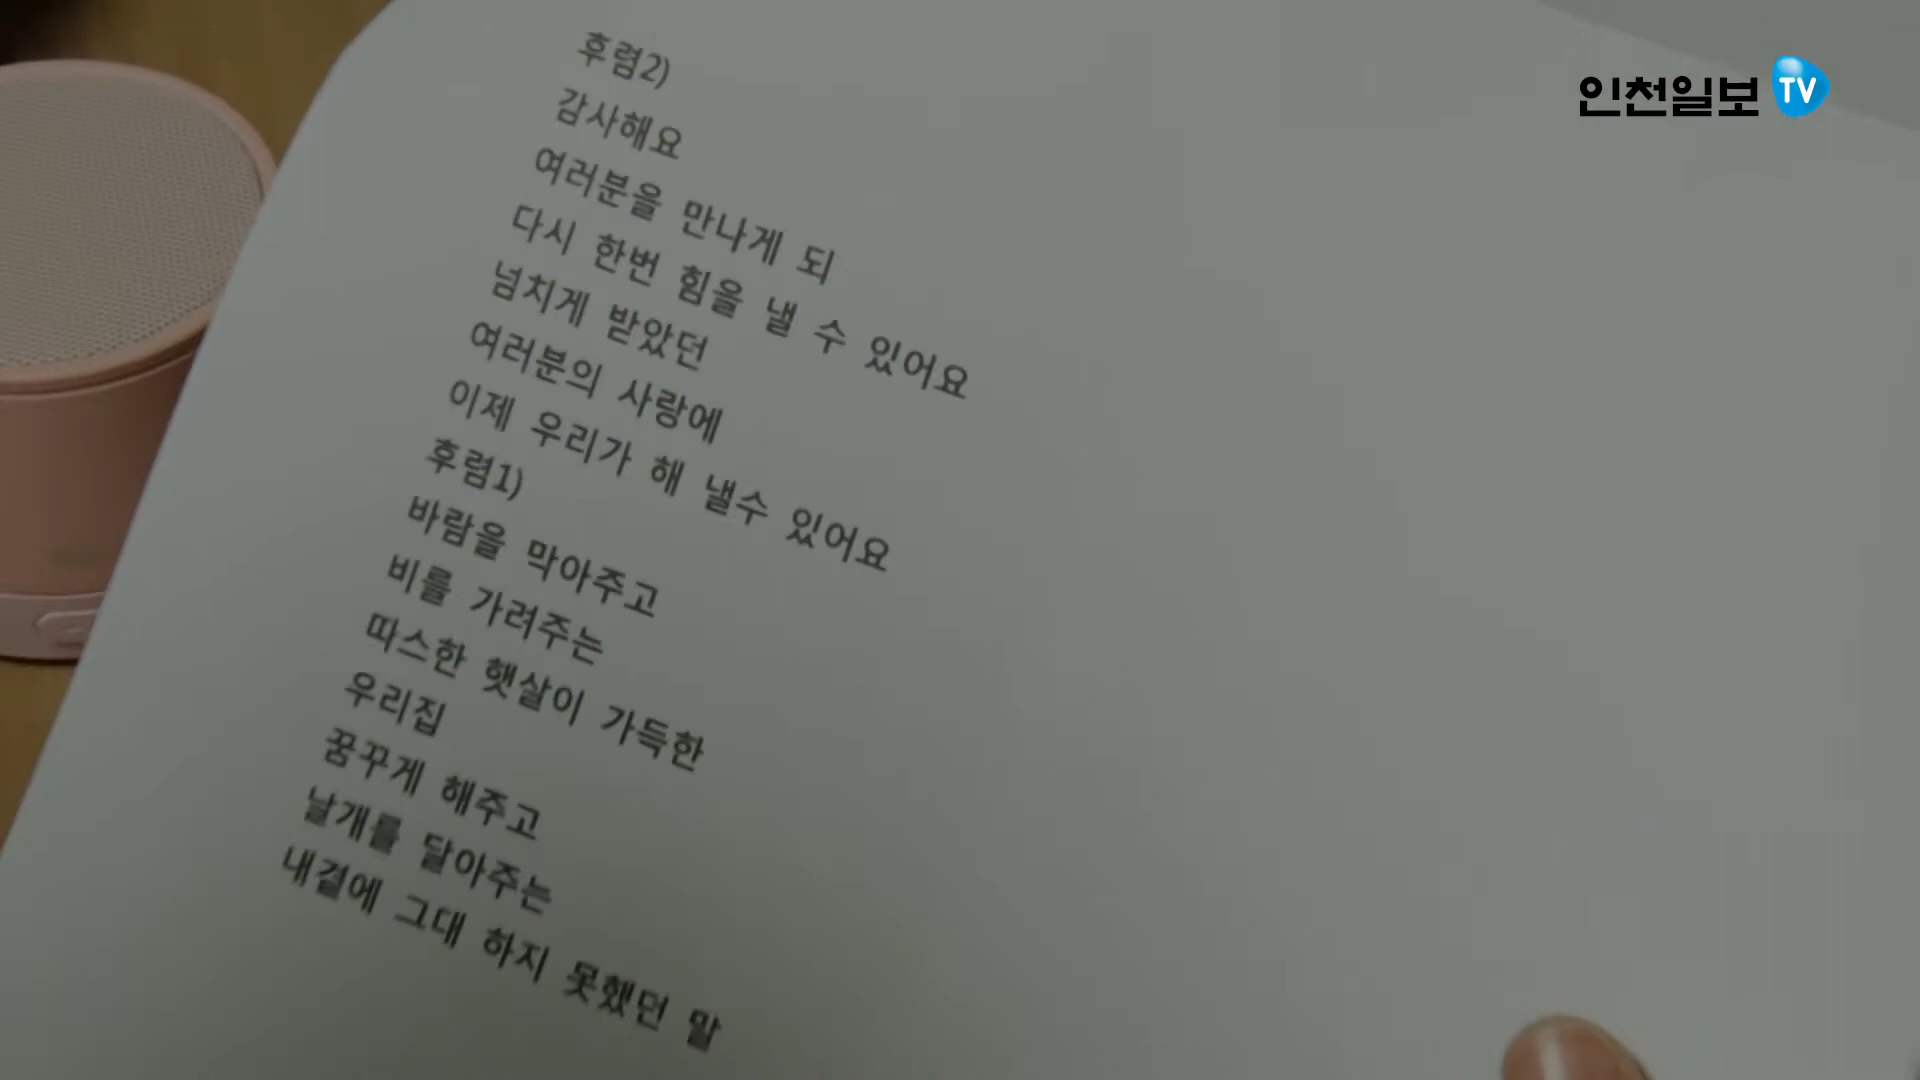 인천일보 TV
후렴2)
감사해요
여러분을 만나게 되
다시 한번 힘을 낼 수 있어요
넘치게 받았던
여러분의 사랑에
이제 우리가 해 낼수 있어요
후렴1)
바람을 막아주고
비를 가려주는
따스한 햇살이 가득한
우리집
꿈꾸게 해주고
날개를 달아주는
내곁에 그대 하지 못했던 말